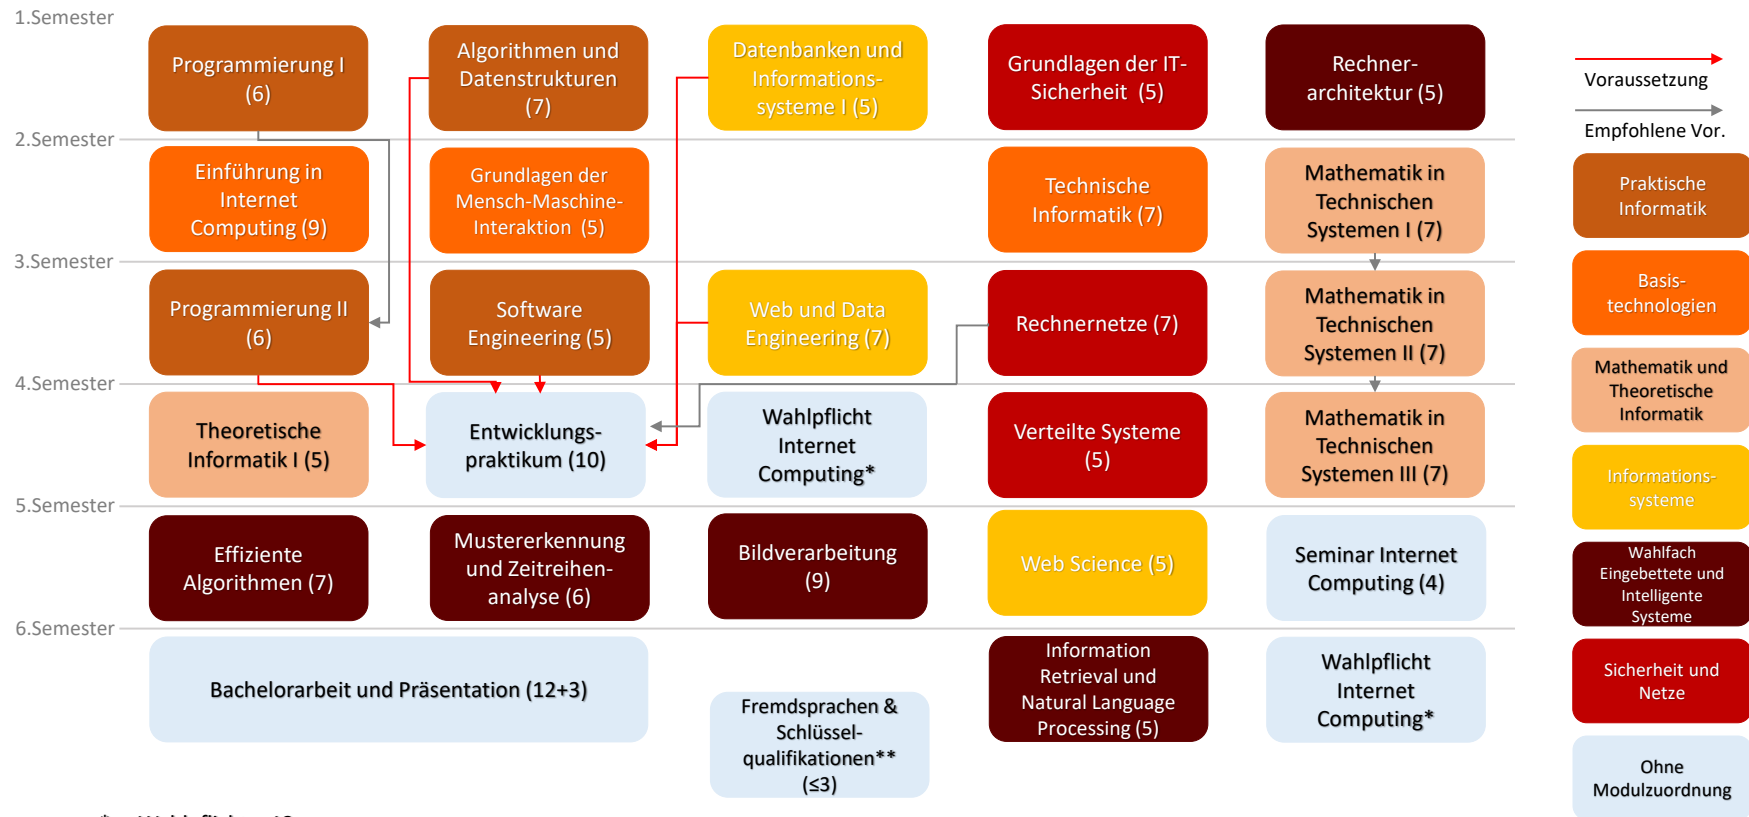 1.Semester
Programmierung I
(6)
Algorithmen und
Datenstrukturen
(7)
Datenbanken und
Informations-
systeme I (5)
Grundlagen der IT-
Sicherheit (5)
Rechner-
architektur (5)
Voraussetzung
Empfohlene Vor.
2.Semester
Einführung in
Internet
Computing (9)
Grundlagen der
Mensch-Maschine-
Interaktion (5)
Technische
Informatik (7)
Mathematik in
Technischen
Systemen I (7)
Praktische
Informatik
3.Semester
Programmierung II
(6)
Software
Engineering (5)
Web und Data
Engineering (7)
Rechnernetze (7)
Mathematik in
Technischen
Systemen II (7)
Basis-
technologien
4.Semester
Theoretische
Informatik I (5)
Entwicklungs-
praktikum (10)
Wahlpflicht
Internet
Computing*
Verteilte Systeme
(5)
Mathematik in
Technischen
Systemen III (7)
Mathematik und
Theoretische
Informatik
Informations-
systeme
5.Semester
Effiziente
Algorithmen (7)
Mustererkennung
und Zeitreihen-
analyse (6)
Bildverarbeitung
(9)
Web Science (5)
Seminar Internet
Computing (4)
Wahlfach
Eingebettete und
Intelligente
Systeme
6.Semester
Bachelorarbeit und Präsentation (12+3)
Fremdsprachen &
Schlüssel-
qualifikationen**
(≤3)
Information
Retrieval und
Natural Language
Processing (5)
Wahlpflicht
Internet
Computing*
Sicherheit und
Netze
Ohne
Modulzuordnung